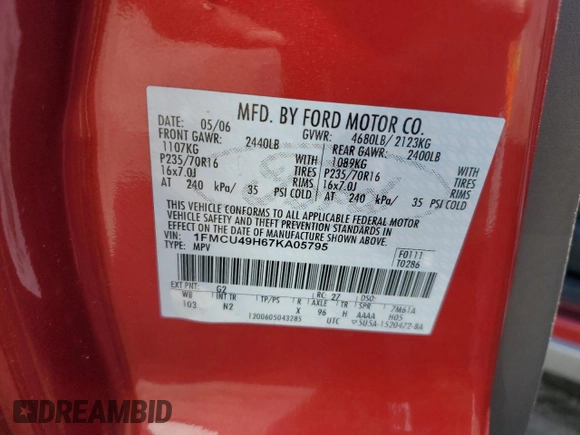 MFD. BY FORD MOTOR CO.
DATE: 05/06 GVWR: 4680LB/ 2123KG
FRONT GAWR: 2440LB REAR GAWR: 2400LB
1107KG WITH 1089KG WITH
P235/70R16 TIRES P235/70R16 TIRES
16x7.0J RIMS 16x7.0J RIMS
AT 240 kPa/ 35 PSI COLD AT 240 kPa/ 35 PSI COLD
THIS VEHICLE CONFORMS TO ALL APPLICABLE FEDERAL MOTOR
VEHICLE SAFETY AND THEFT PREVENTION STANDARDS IN EFFECT
ON THE DATE OF MANUFACTURE SHOWN ABOVE.
VIN: 1FMCU49H67KA05795
TYPE: MPV
F0111
T0286
EXT PNT: G2 RC: 27 DSO:
WB INT TR TP/PS R AXLE TR SPR 7M61A
103 N2 X 96 H AAAA H05
1200605043285 UTC SU5A-1520472-BA
DREAMBID